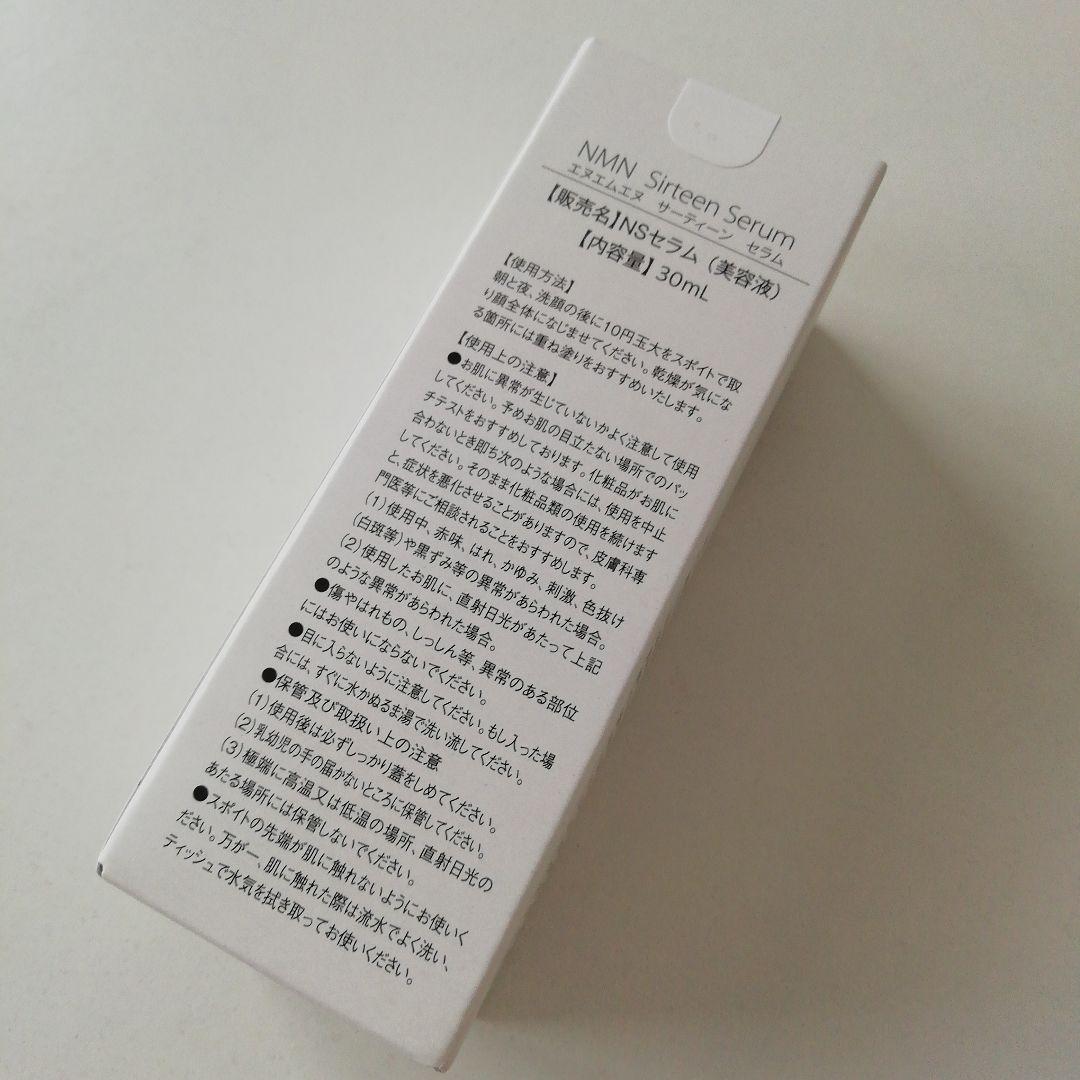 NMN Sirteen Serum
エヌエムエヌ サーティーン セラム
【販売名】NSセラム（美容液）
【内容量】30mL
【使用方法】
朝と夜、洗顔の後に10円玉大をスポイトで取
り顔全体になじませてください。乾燥が気にな
る箇所には重ね塗りをおすすめいたします。
【使用上の注意】
●お肌に異常が生じていないかよく注意して使用
してください。予めお肌の目立たない場所でのパッ
チテストをおすすめしております。化粧品がお肌に
合わないとき即ち次のような場合には、使用を中止
してください。そのまま化粧品類の使用を続けます
と、症状を悪化させることがありますので、皮膚科専
門医等にご相談されることをおすすめします。
(1)使用中、赤味、はれ、かゆみ、刺激、色抜け
(白斑等)や黒ずみ等の異常があらわれた場合。
(2)使用したお肌に、直射日光があたって上記
のような異常があらわれた場合。
●傷やはれもの、しっしん等、異常のある部位
にはお使いにならないでください。
●目に入らないように注意してください。もし入った場
合には、すぐに水かぬるま湯で洗い流してください。
●保管及び取扱い上の注意
(1)使用後は必ずしっかり蓋をしめてください。
(2)乳幼児の手の届かないところに保管してください。
(3)極端に高温又は低温の場所、直射日光の
あたる場所には保管しないでください。
●スポイトの先端が肌に触れないようにお使いく
ださい。万が一、肌に触れた際は流水でよく洗い、
ティッシュで水気を拭き取ってお使いください。